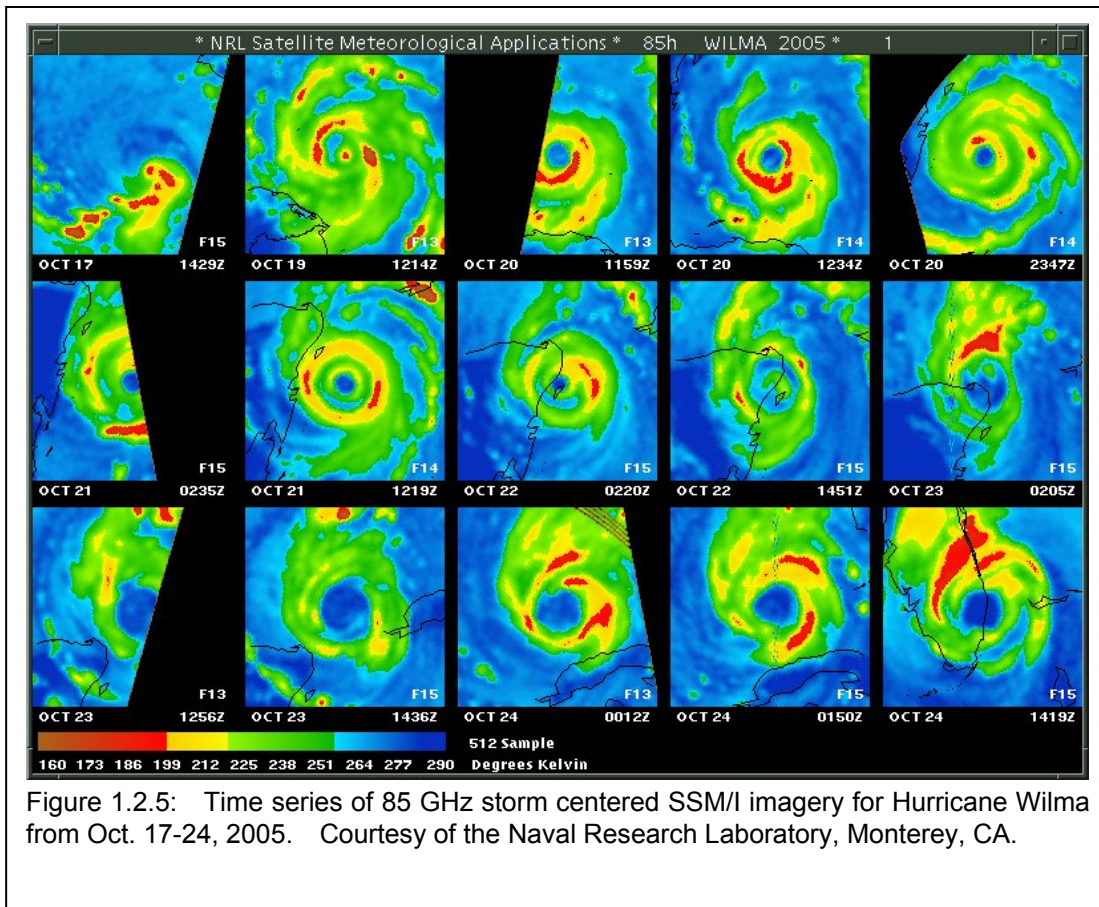 * NRL Satellite Meteorological Applications * 85h WILMA 2005 * 1
F15 F13 F13 F14 F14
OCT 17 1429Z OCT 19 1214Z OCT 20 1159Z OCT 20 1234Z OCT 20 2347Z
F15 F14 F15 F15 F15
OCT 21 0235Z OCT 21 1219Z OCT 22 0220Z OCT 22 1451Z OCT 23 0205Z
F13 F15 F13 F15 F15
OCT 23 1256Z OCT 23 1436Z OCT 24 0012Z OCT 24 0150Z OCT 24 1419Z
512 Sample
160 173 186 199 212 225 238 251 264 277 290 Degrees Kelvin
Figure 1.2.5: Time series of 85 GHz storm centered SSM/I imagery for Hurricane Wilma
from Oct. 17-24, 2005. Courtesy of the Naval Research Laboratory, Monterey, CA.